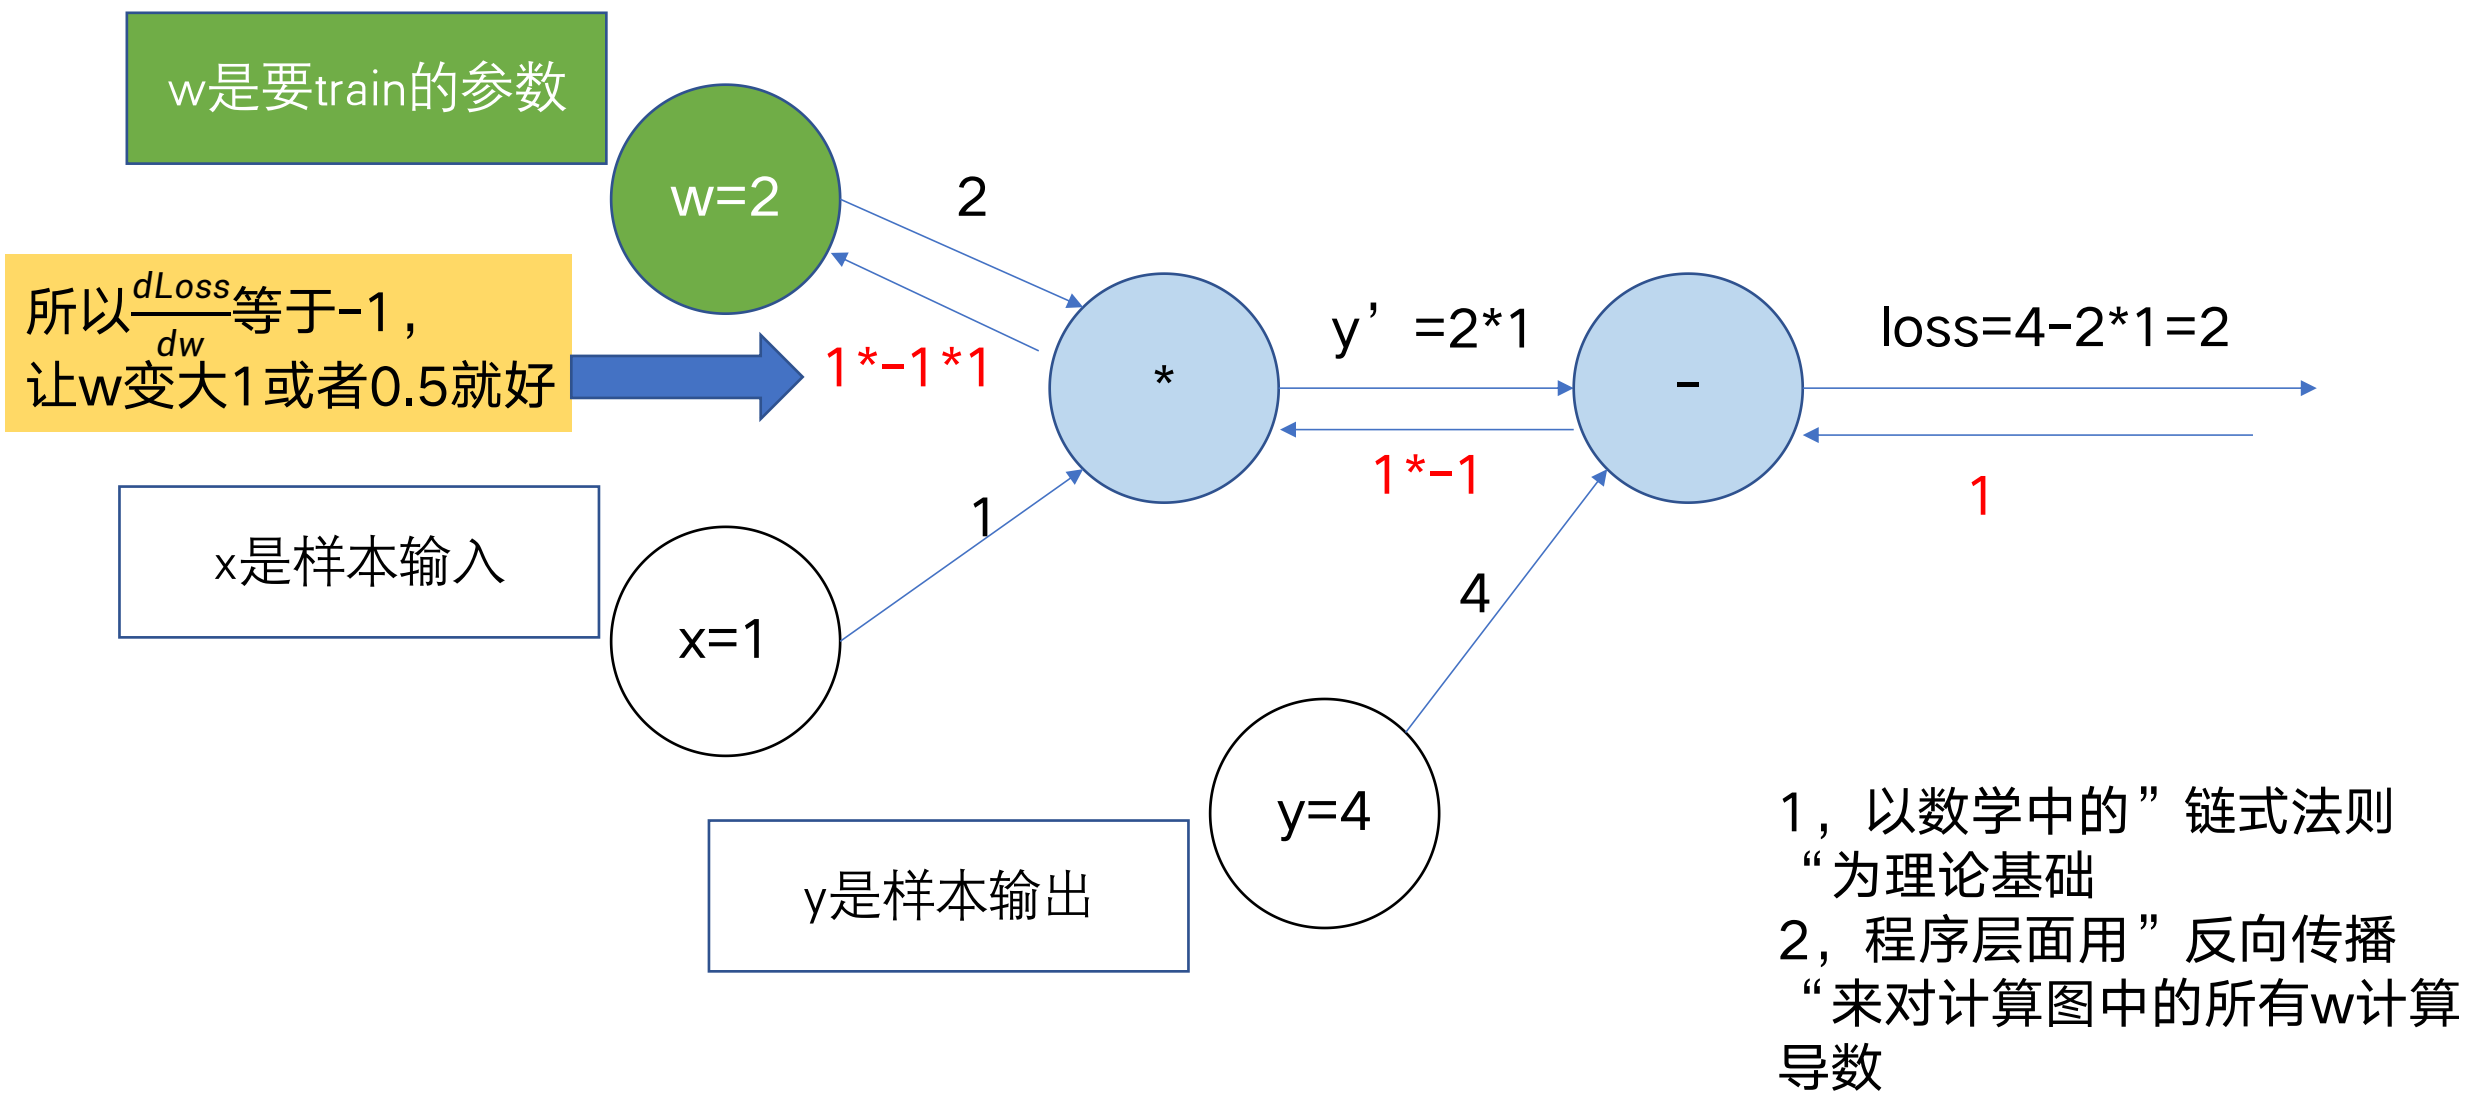 w是要train的参数
w=2
2
所以dLoss/dw等于-1，
让w变大1或者0.5就好
1*-1*1
*
y’=2*1
-
loss=4-2*1=2
1*-1
1
x是样本输入
x=1
1
4
y=4
y是样本输出
1，以数学中的”链式法则
“为理论基础
2，程序层面用”反向传播
“来对计算图中的所有w计算
导数